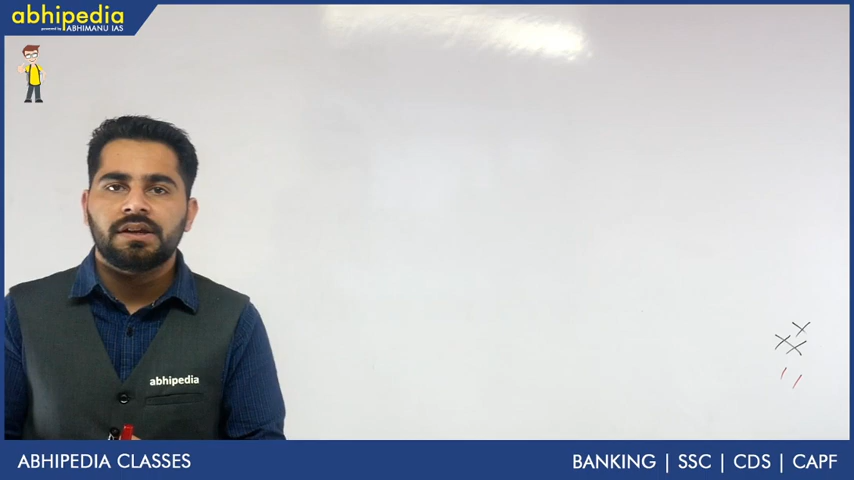 abhipedia
powered by ABHIMANU IAS
abhipedia
ABHIPEDIA CLASSES
BANKING | SSC | CDS | CAPF